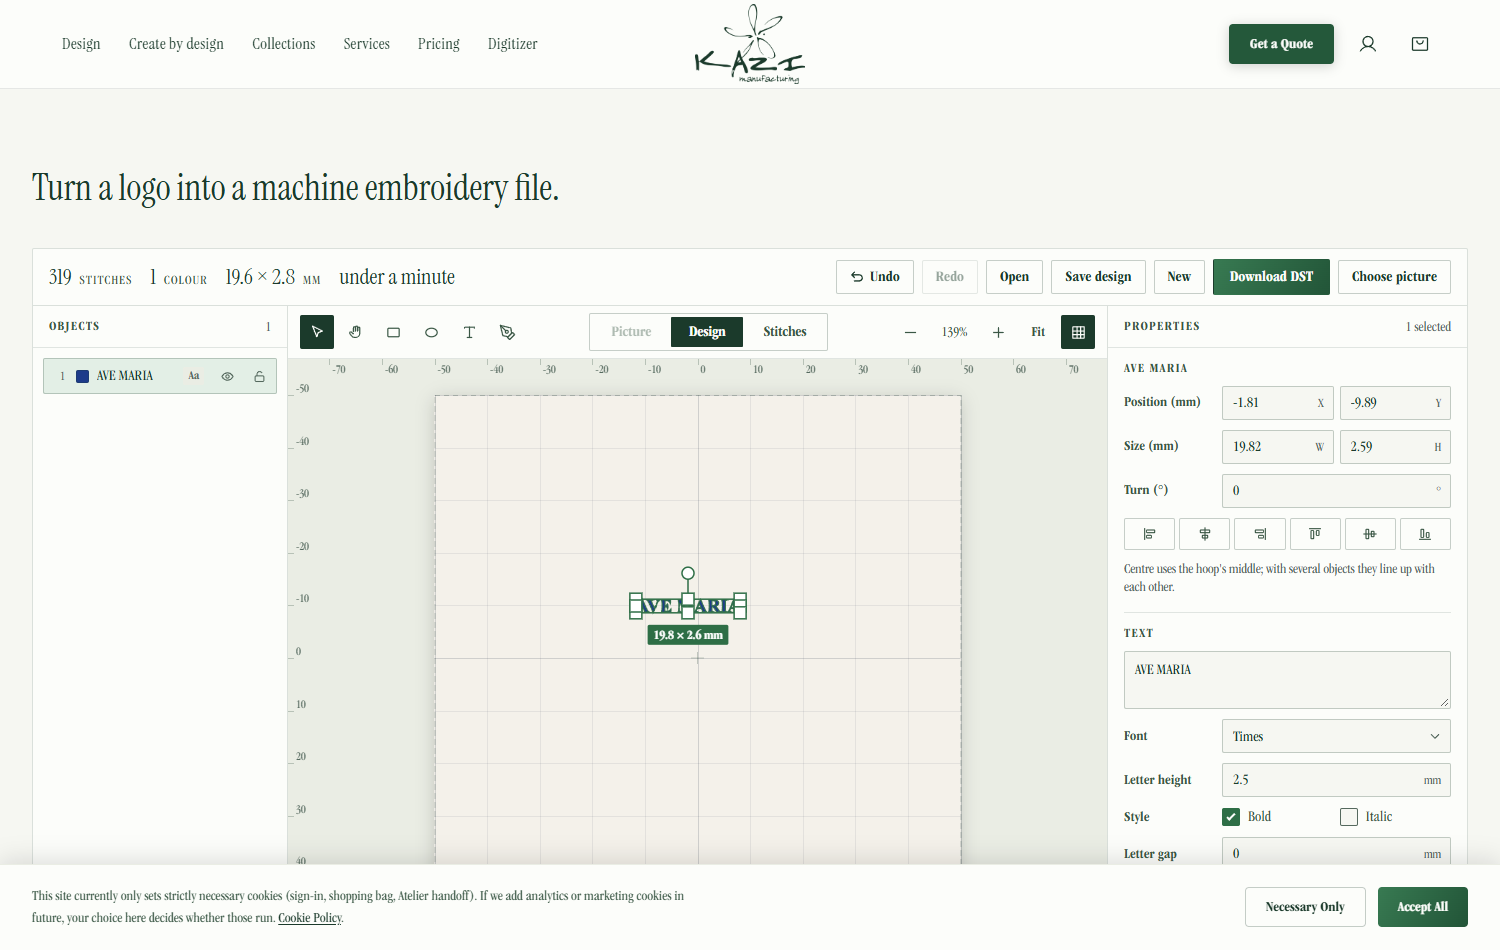 Design
Create by design
Collections
Services
Pricing
Digitizer
KAZI
manufacturing
Get a Quote
Turn a logo into a machine embroidery file.
319 STITCHES 1 COLOUR 19.6 × 2.8 MM under a minute
Undo
Redo
Open
Save design
New
Download DST
Choose picture
OBJECTS 1
1 AVE MARIA Aa
Picture
Design
Stitches
139%
Fit
-70 -60 -50 -40 -30 -20 -10 0 10 20 30 40 50 60 70
-50
-40
-30
-20
-10
0
10
20
30
40
AVE MARIA
19.8 × 2.6 mm
PROPERTIES 1 selected
AVE MARIA
Position (mm) -1.81 X -9.89 Y
Size (mm) 19.82 W 2.59 H
Turn (°) 0 °
Centre uses the hoop's middle; with several objects they line up with
each other.
TEXT
AVE MARIA
Font Times
Letter height 2.5 mm
Style Bold Italic
Letter gap 0 mm
This site currently only sets strictly necessary cookies (sign-in, shopping bag, Atelier handoff). If we add analytics or marketing cookies in
future, your choice here decides whether those run. Cookie Policy.
Necessary Only
Accept All